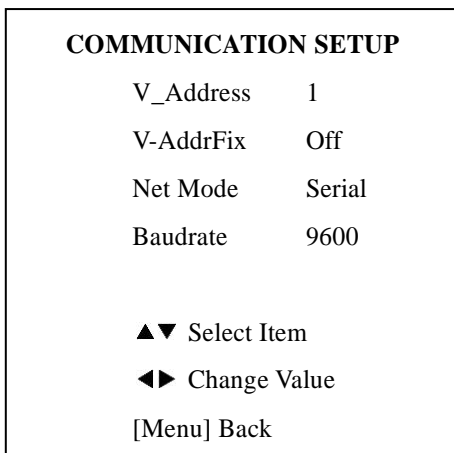 COMMUNICATION SETUP
V_Address 1
V-AddrFix Off
Net Mode Serial
Baudrate 9600
▲▼ Select Item
◀▶ Change Value
[Menu] Back